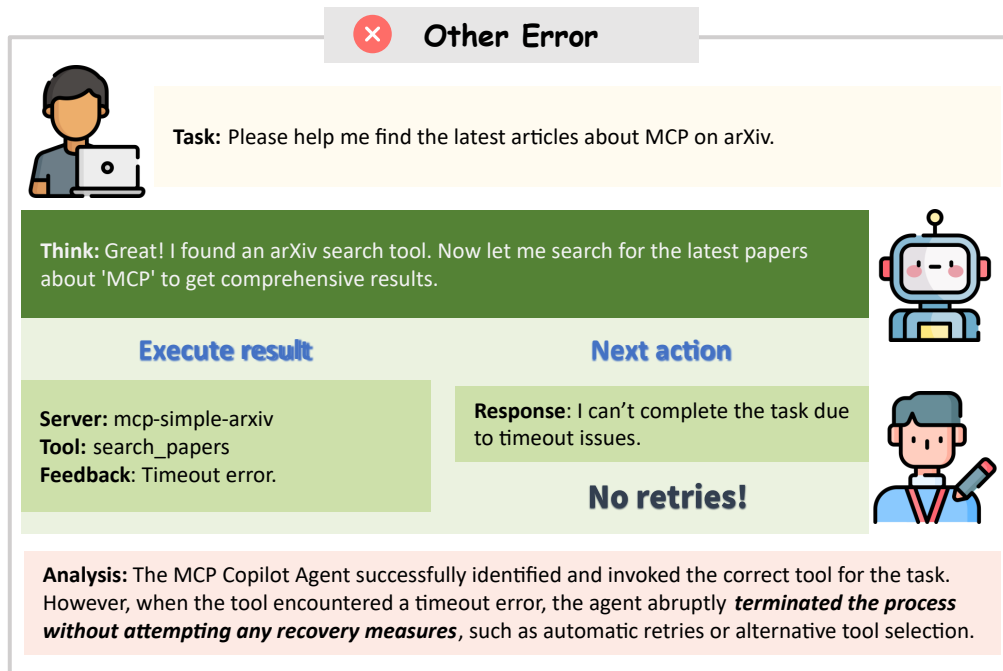 Other Error
Task: Please help me find the latest articles about MCP on arXiv.
Think: Great! I found an arXiv search tool. Now let me search for the latest papers
about 'MCP' to get comprehensive results.
Execute result
Server: mcp-simple-arxiv
Tool: search_papers
Feedback: Timeout error.
Next action
Response: I can’t complete the task due
to timeout issues.
No retries!
Analysis: The MCP Copilot Agent successfully identified and invoked the correct tool for the task.
However, when the tool encountered a timeout error, the agent abruptly terminated the process
without attempting any recovery measures, such as automatic retries or alternative tool selection.